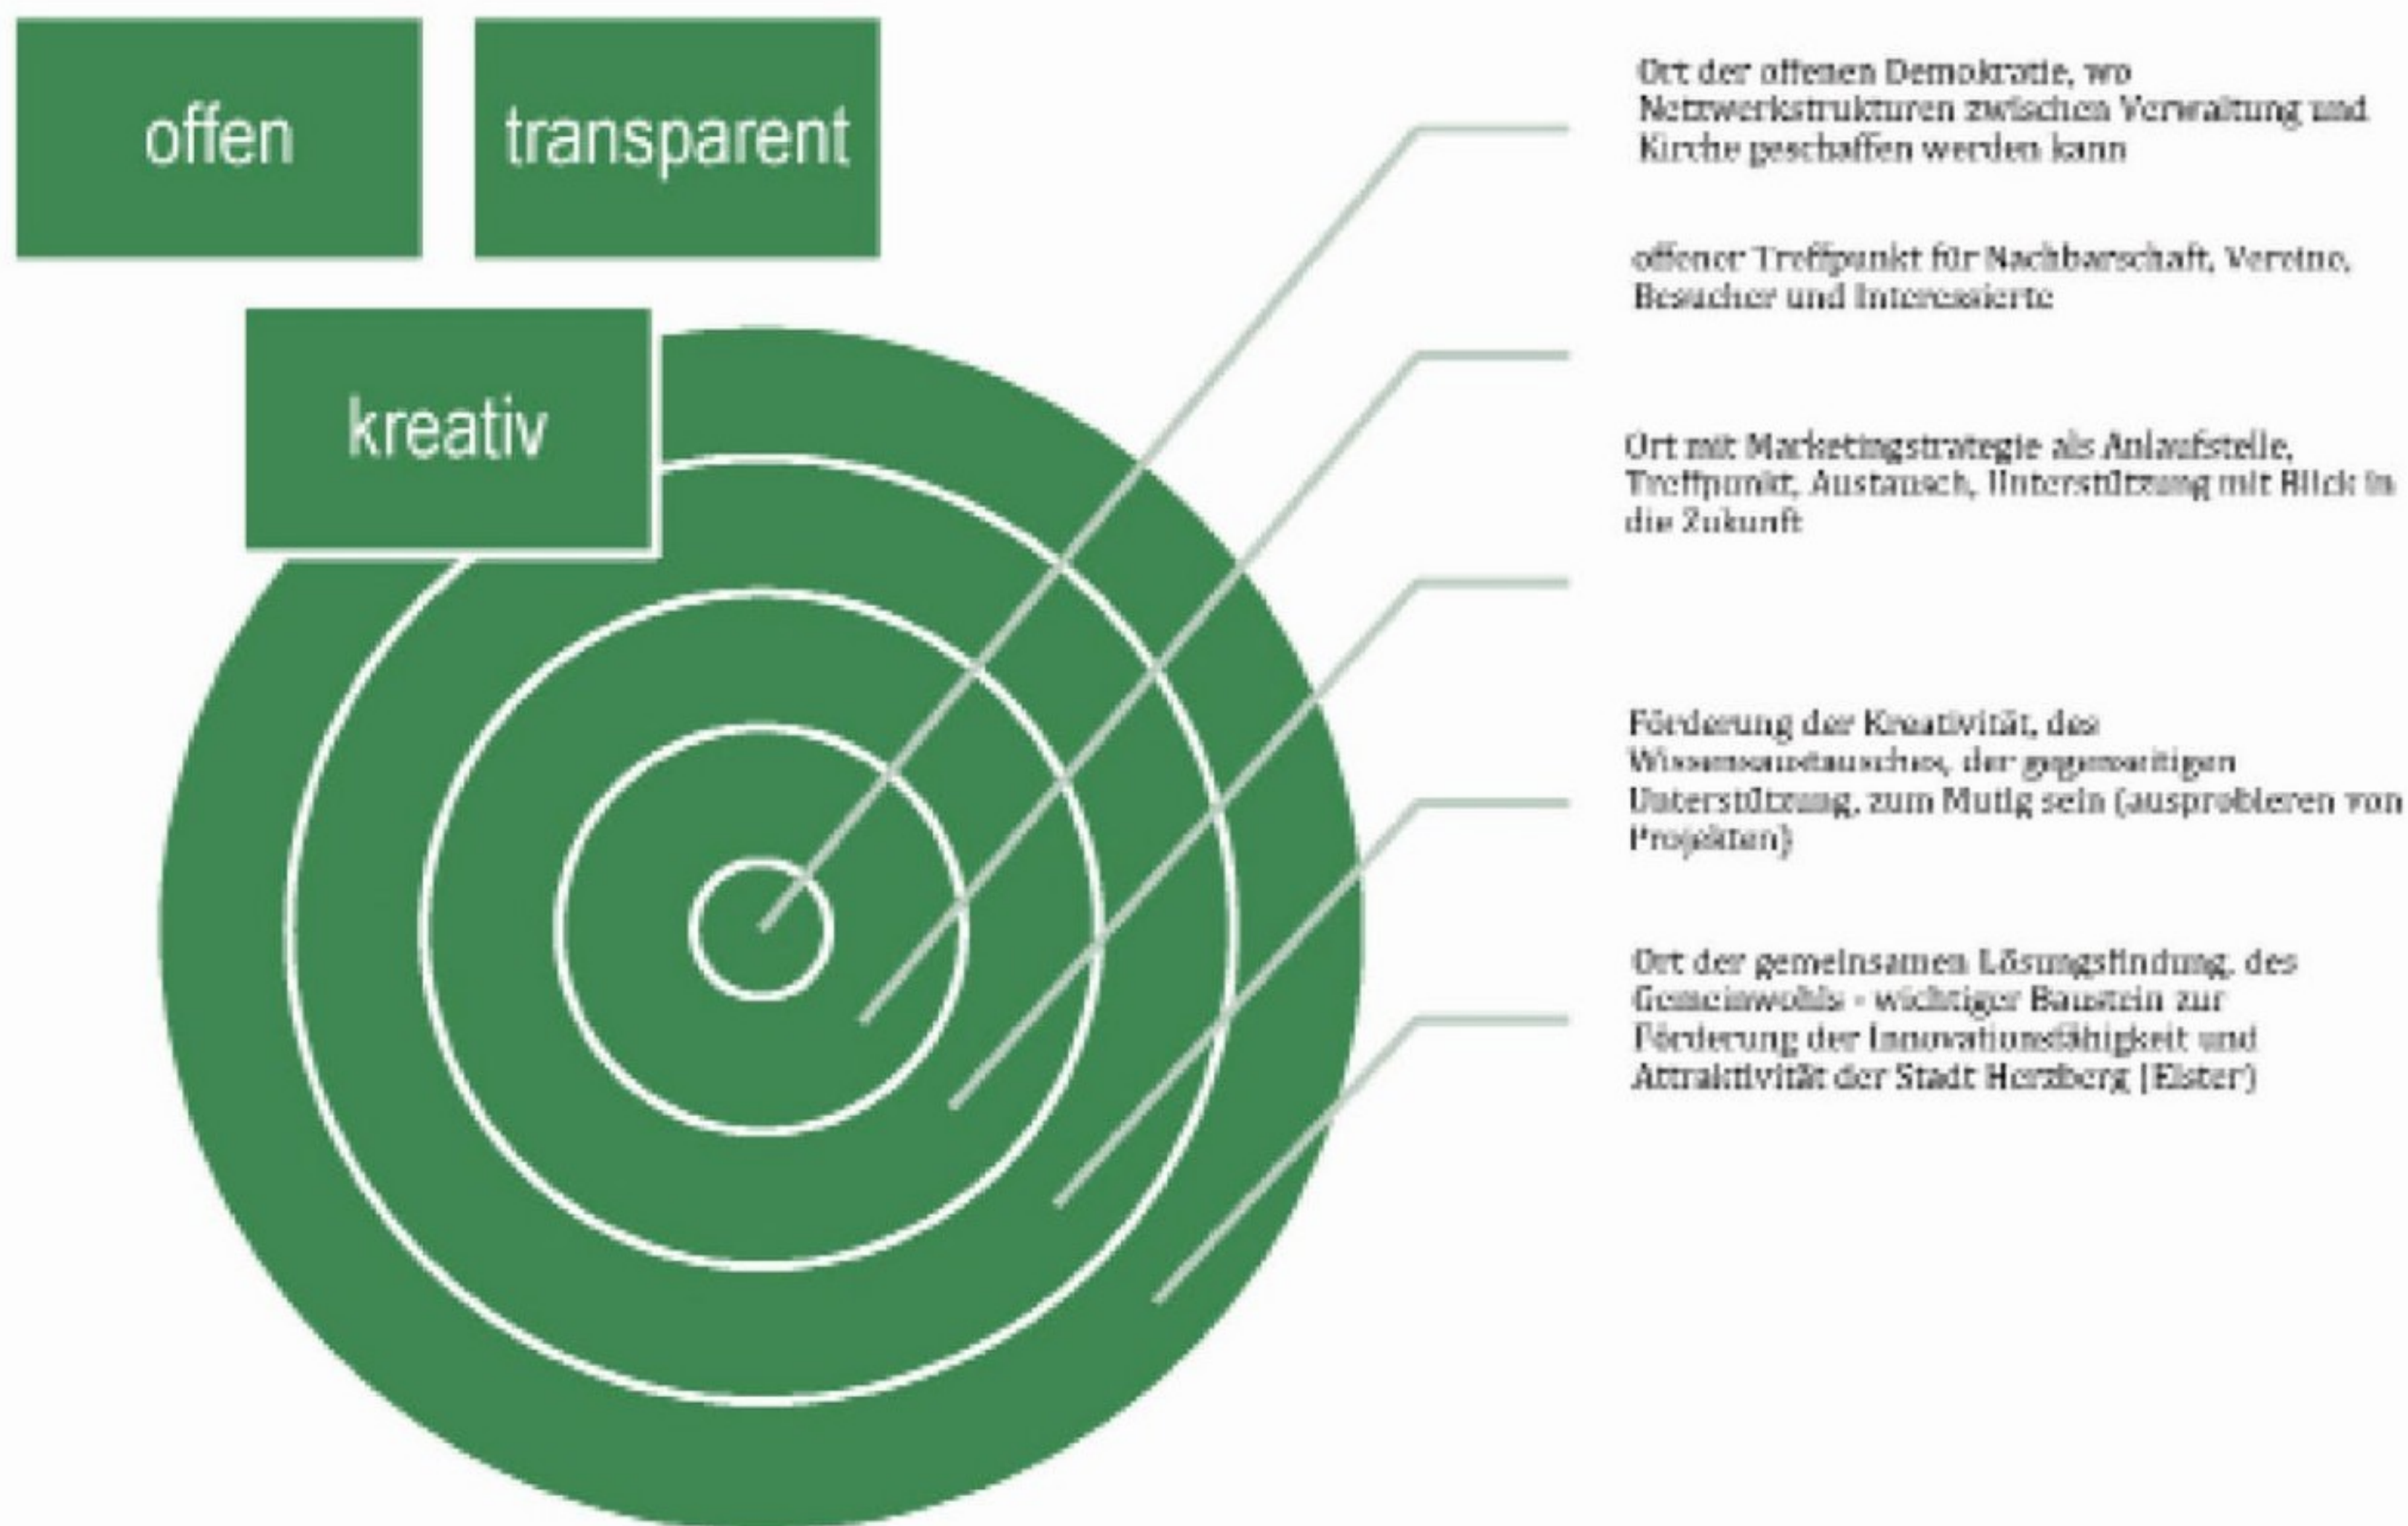 offen
transparent
kreativ
Ort der offenen Demokratie, wo
Netzwerkstrukturen zwischen Verwaltung und
Kirche geschaffen werden kann
offener Treffpunkt für Nachbarschaft, Vereine,
Besucher und Interessierte
Ort mit Marketingstrategie als Anlaufstelle,
Treffpunkt, Austausch, Unterstützung mit Blick in
die Zukunft
Förderung der Kreativität, des
Wissensaustausches, der gegenseitigen
Unterstützung, zum Mutig sein (ausprobieren von
Projekten)
Ort der gemeinsamen Lösungsfindung, des
Gemeinwohls - wichtiger Baustein zur
Förderung der Innovationsfähigkeit und
Attraktivität der Stadt Herzberg (Elster)